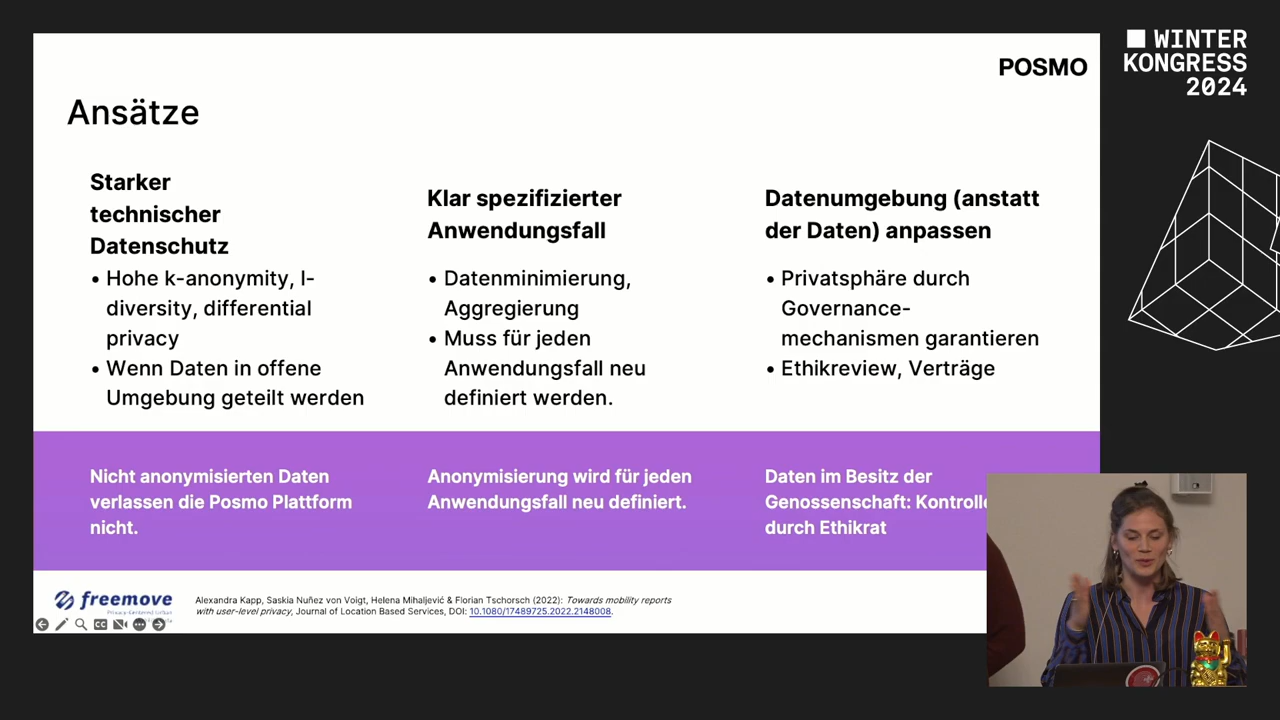 WINTER
KONGRESS
2024
POSMO
Ansätze
Starker
technischer
Datenschutz
• Hohe k-anonymity, l-
diversity, differential
privacy
• Wenn Daten in offene
Umgebung geteilt werden
Klar spezifizierter
Anwendungsfall
• Datenminimierung,
Aggregierung
• Muss für jeden
Anwendungsfall neu
definiert werden.
Datenumgebung (anstatt
der Daten) anpassen
• Privatsphäre durch
Governance-
mechanismen garantieren
• Ethikreview, Verträge
Nicht anonymisierten Daten
verlassen die Posmo Plattform
nicht.
Anonymisierung wird für jeden
Anwendungsfall neu definiert.
Daten im Besitz der
Genossenschaft: Kontrolle
durch Ethikrat
freemove
Alexandra Kapp, Saskia Nuñez von Voigt, Helena Mihaljević & Florian Tschorsch (2022): Towards mobility reports
with user-level privacy, Journal of Location Based Services, DOI: 10.1080/17489725.2022.2148008.
CC